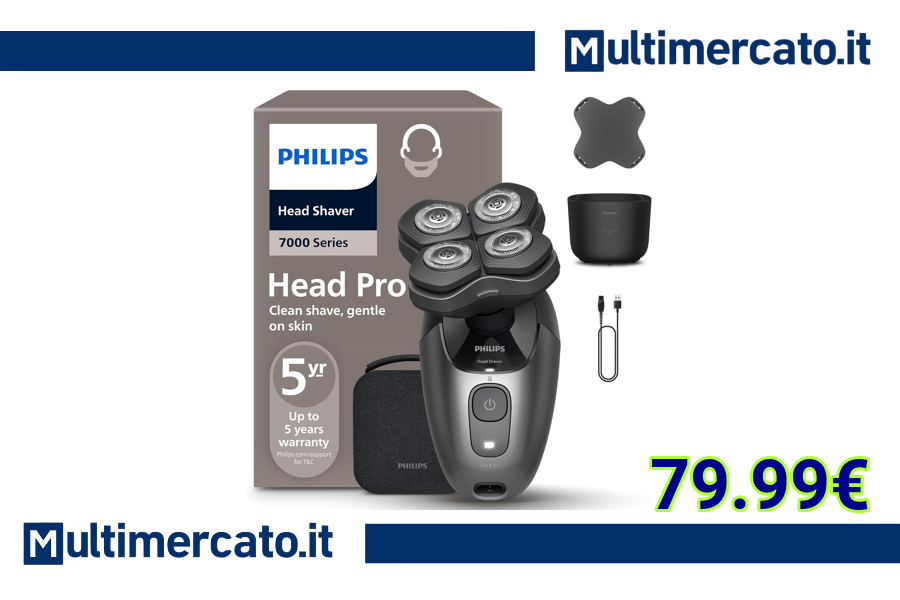 Multimercato.it
PHILIPS
Head Shaver
7000 Series
Head Pro
Clean shave, gentle
on skin
5yr
Up to
5 years
warranty
Philips.com/support
for T&C
PHILIPS
PHILIPS
Head Shaver
79.99€
Multimercato.it